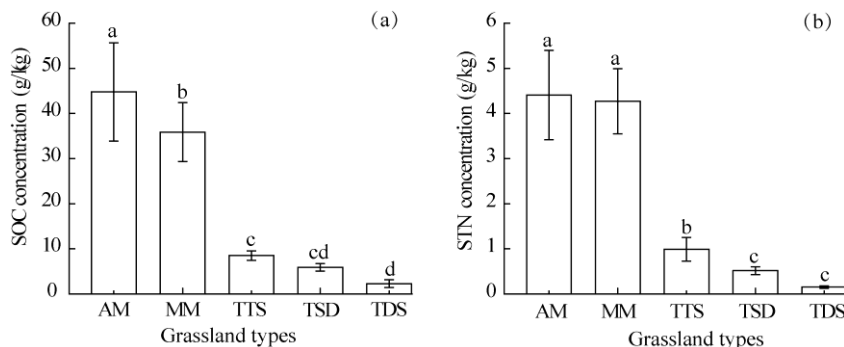 (a)
SOC concentration (g/kg)
60
50
40
30
20
10
0
a
b
c
cd
d
AM MM TTS TSD TDS
Grassland types
(b)
STN concentration (g/kg)
6
5
4
3
2
1
0
a
a
b
c
c
AM MM TTS TSD TDS
Grassland types